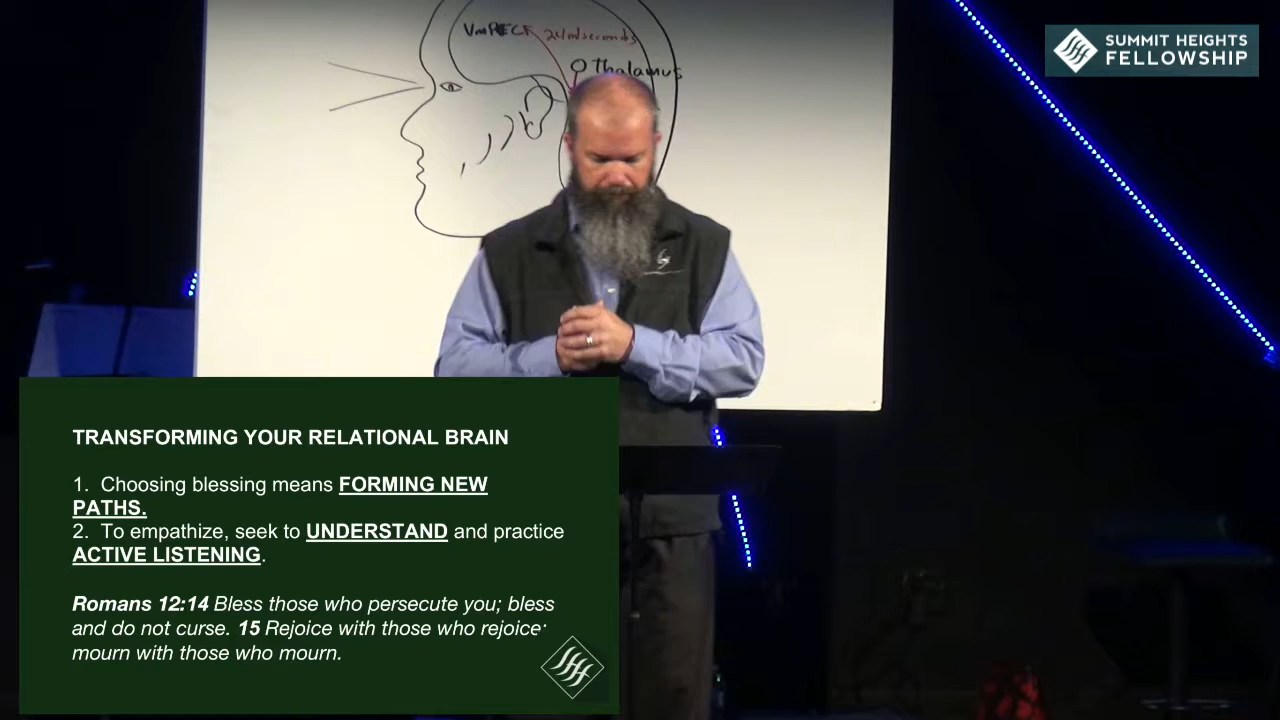 24mlseconds
Thalamus
SUMMIT HEIGHTS
FELLOWSHIP
TRANSFORMING YOUR RELATIONAL BRAIN
1. Choosing blessing means FORMING NEW
PATHS.
2. To empathize, seek to UNDERSTAND and practice
ACTIVE LISTENING.
Romans 12:14 Bless those who persecute you; bless
and do not curse. 15 Rejoice with those who rejoice;
mourn with those who mourn.